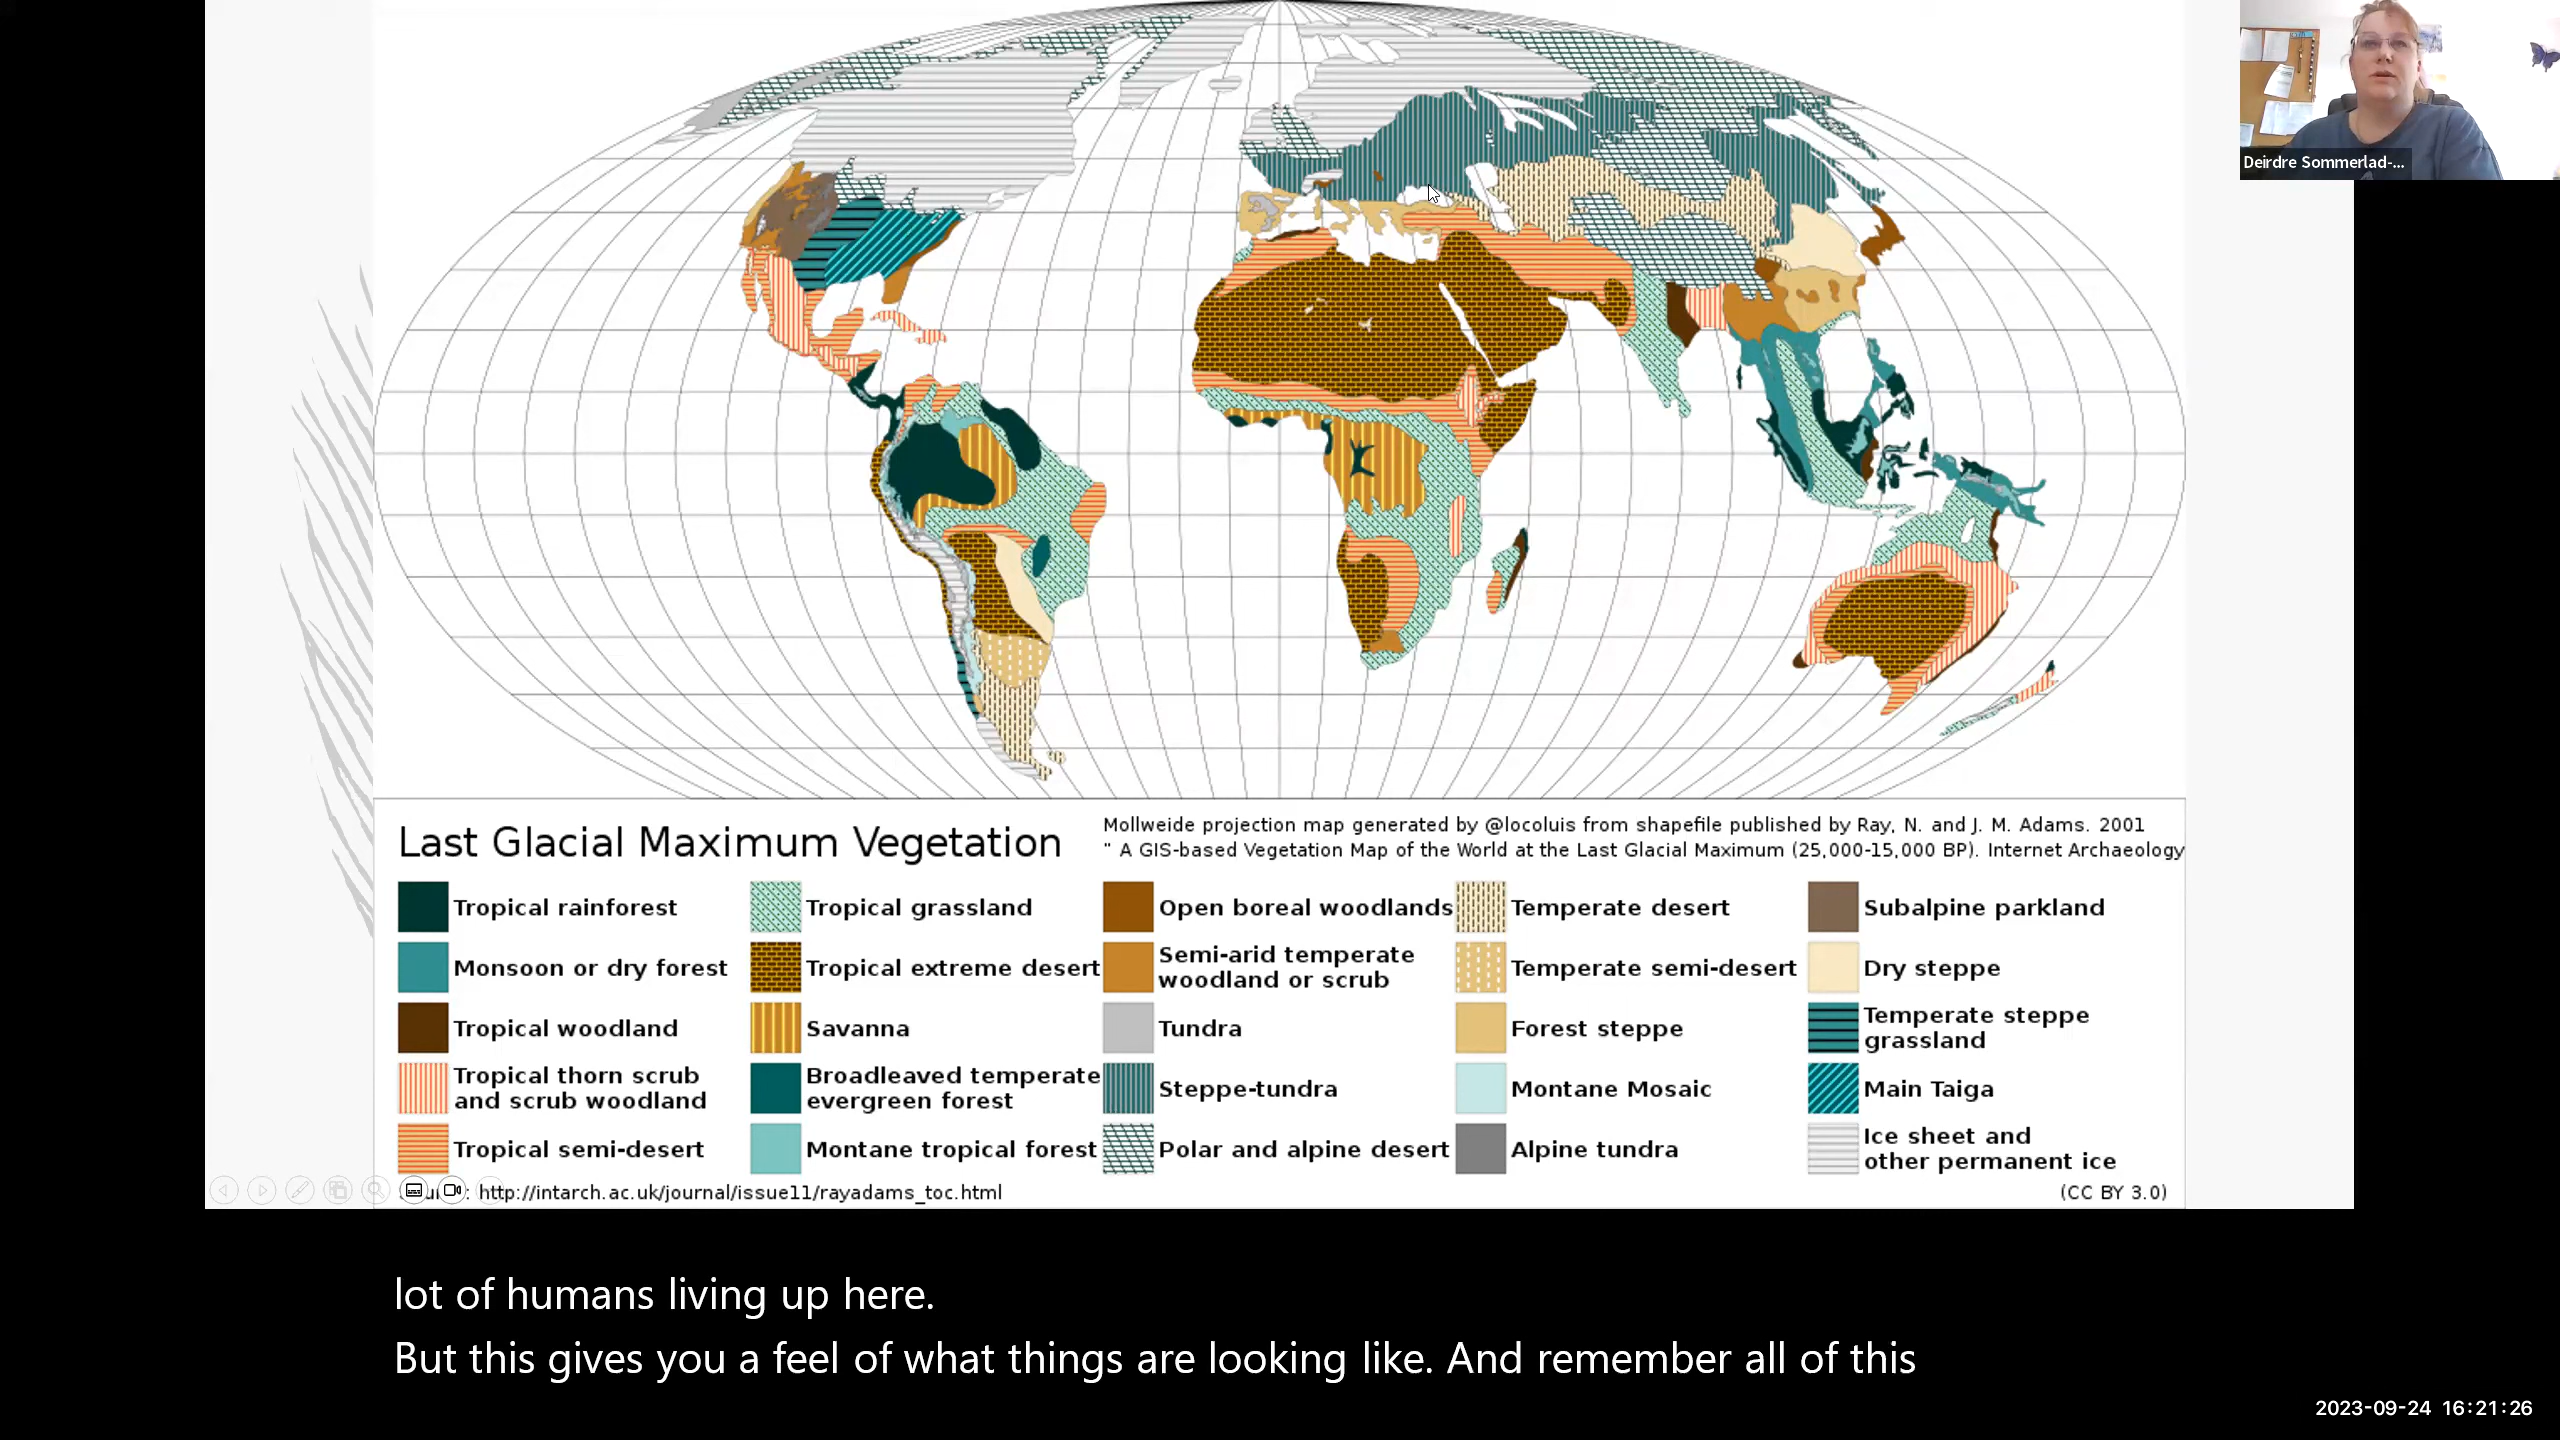 Deirdre Sommerlad-...
Last Glacial Maximum Vegetation
Mollweide projection map generated by @locoluis from shapefile published by Ray, N. and J. M. Adams. 2001
" A GIS-based Vegetation Map of the World at the Last Glacial Maximum (25,000-15,000 BP). Internet Archaeology
Tropical rainforest
Monsoon or dry forest
Tropical woodland
Tropical thorn scrub
and scrub woodland
Tropical semi-desert
Tropical grassland
Tropical extreme desert
Savanna
Broadleaved temperate
evergreen forest
Montane tropical forest
Open boreal woodlands
Semi-arid temperate
woodland or scrub
Tundra
Steppe-tundra
Polar and alpine desert
Temperate desert
Temperate semi-desert
Forest steppe
Montane Mosaic
Alpine tundra
Subalpine parkland
Dry steppe
Temperate steppe
grassland
Main Taiga
Ice sheet and
other permanent ice
http://intarch.ac.uk/journal/issue11/rayadams_toc.html
(CC BY 3.0)
lot of humans living up here.
But this gives you a feel of what things are looking like. And remember all of this
2023-09-24 16:21:26